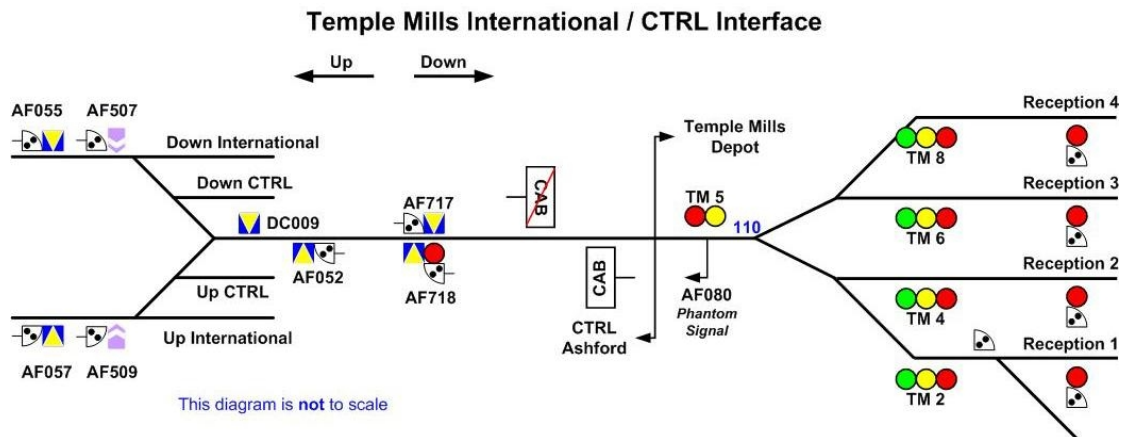 Temple Mills International / CTRL Interface
Up
Down
AF055
AF507
Reception 4
Down International
Temple Mills
Depot
TM 8
Down CTRL
CAB
TM 5
Reception 3
AF717
DC009
110
TM 6
AF052
AF718
CAB
AF080
Phantom
Signal
Reception 2
Up CTRL
TM 4
CTRL
Ashford
Up International
Reception 1
AF057
AF509
TM 2
This diagram is not to scale